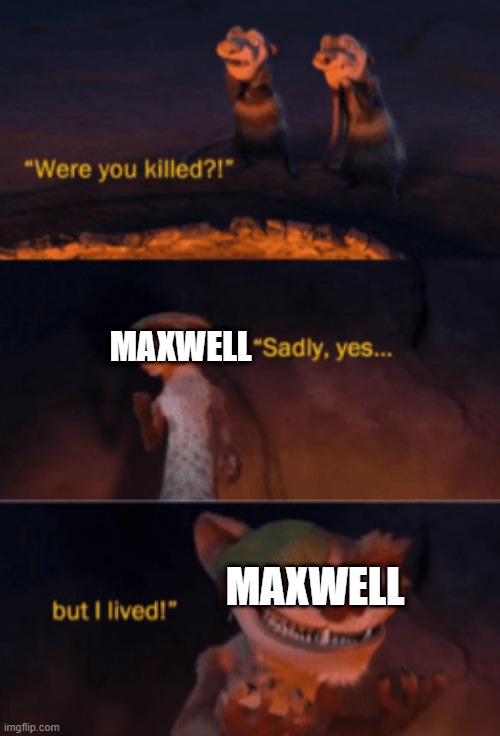 "Were you killed?!"
MAXWELL "Sadly, yes...
MAXWELL
but I lived!"
imgflip.com